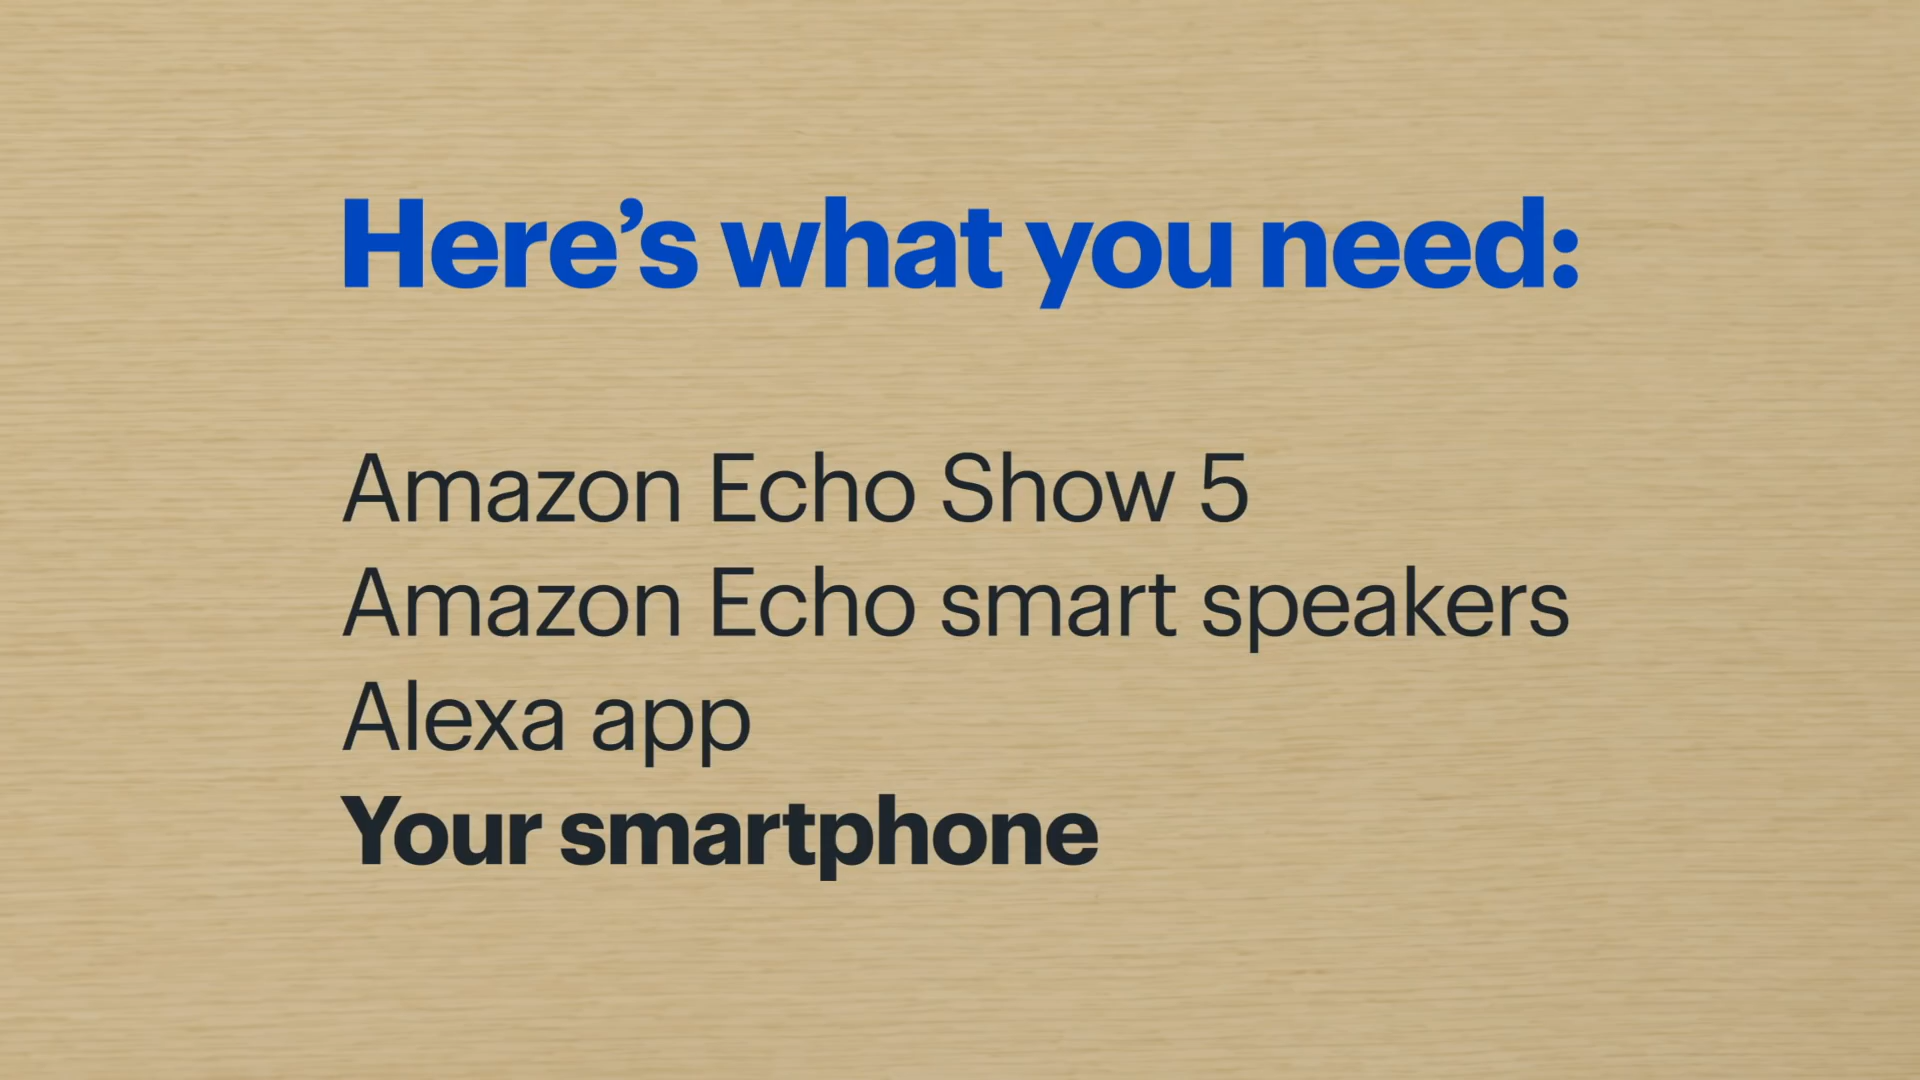 Here’s what you need:
Amazon Echo Show 5
Amazon Echo smart speakers
Alexa app
Your smartphone